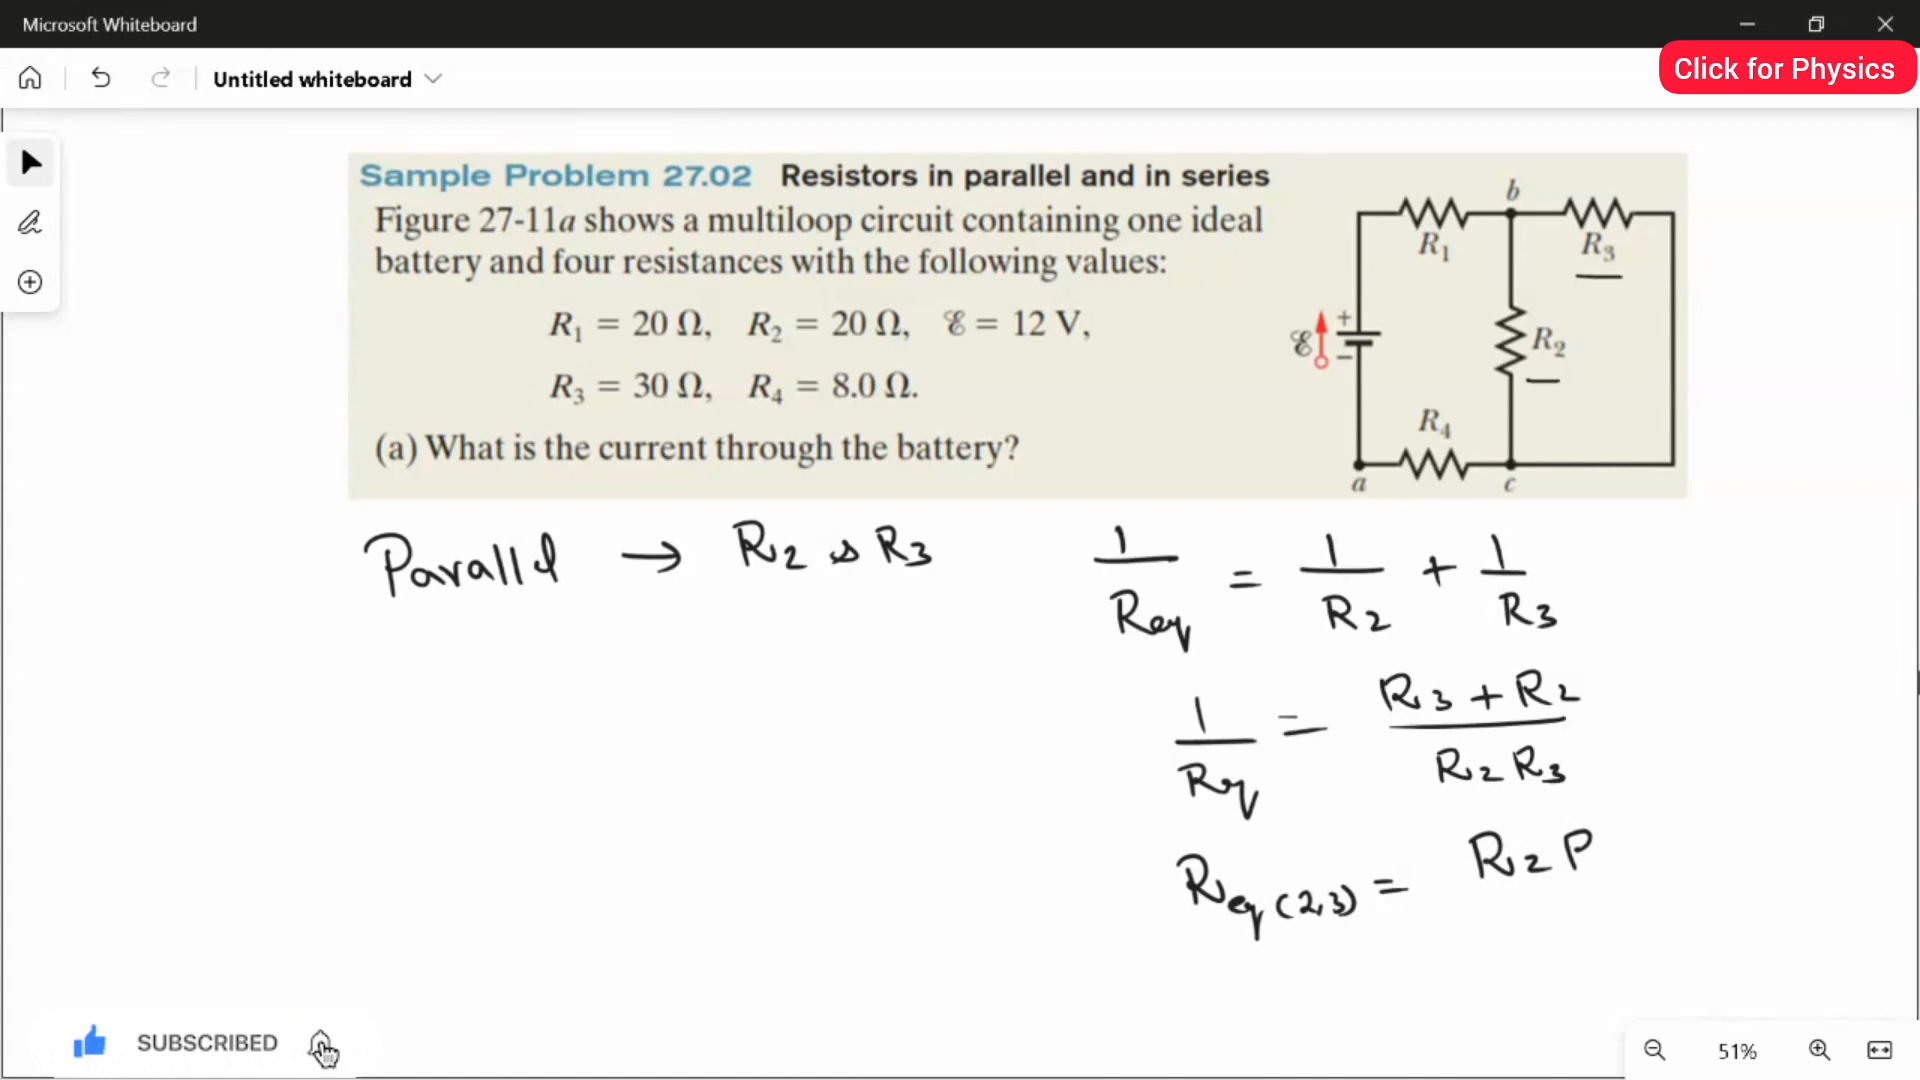 Microsoft Whiteboard
Untitled whiteboard
Click for Physics
Sample Problem 27.02 Resistors in parallel and in series
Figure 27-11a shows a multiloop circuit containing one ideal
battery and four resistances with the following values:
R₁ = 20 Ω, R₂ = 20 Ω, ℰ = 12 V,
R₃ = 30 Ω, R₄ = 8.0 Ω.
(a) What is the current through the battery?
b
R₁
R₃
+
ℰ
−
R₂
R₄
a
c
Parallel → R₂ & R₃
1/Req = 1/R₂ + 1/R₃
1/Req = (R₃ + R₂)/(R₂ R₃)
Req (2,3) = R₂ P
SUBSCRIBED
51%